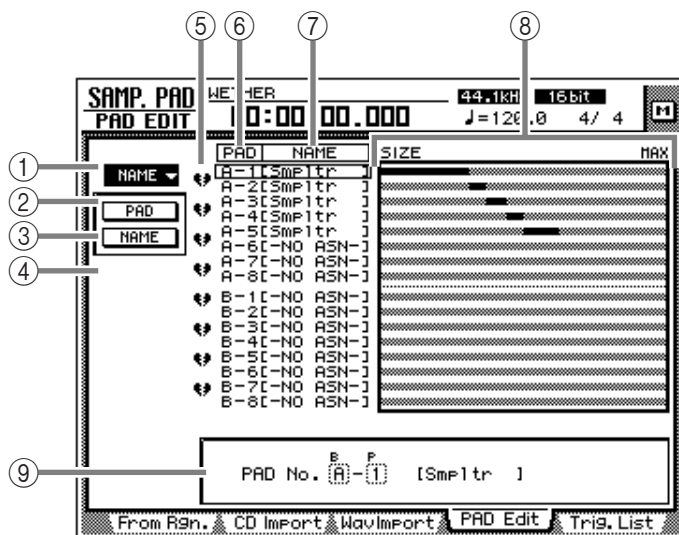 ⑤ ⑥ ⑦ ⑧
SAMP. PAD WETHER 44.1kH 16bit M
PAD EDIT 00:00 00.000 ♩=120.0 4/ 4
PAD NAME SIZE MAX
① NAME
② PAD
③ NAME
④
A-1[Smpltr ]
A-2[Smpltr ]
A-3[Smpltr ]
A-4[Smpltr ]
A-5[Smpltr ]
A-6[-NO ASN-]
A-7[-NO ASN-]
A-8[-NO ASN-]
B-1[-NO ASN-]
B-2[-NO ASN-]
B-3[-NO ASN-]
B-4[-NO ASN-]
B-5[-NO ASN-]
B-6[-NO ASN-]
B-7[-NO ASN-]
B-8[-NO ASN-]
B P
⑨ PAD No. A-1 [Smpltr ]
From Rgn. CD Import WavImport PAD Edit Trig. List